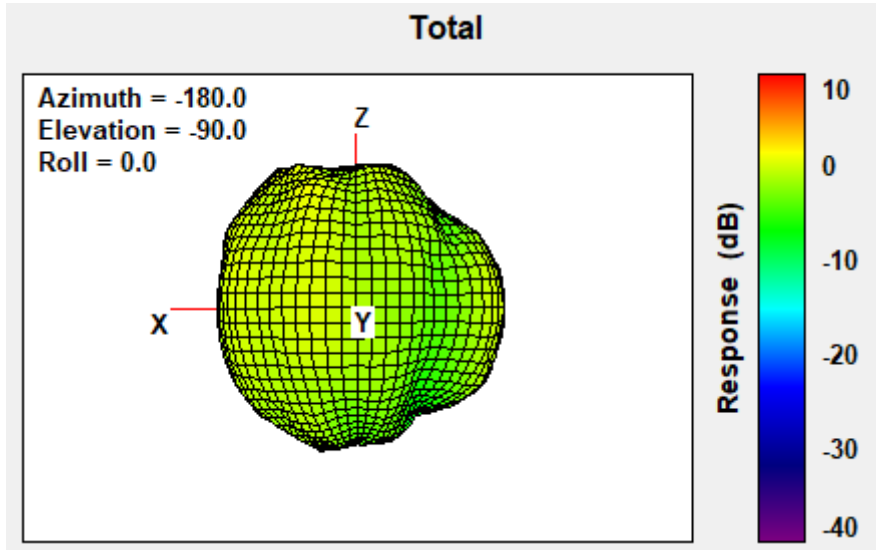 Total
Azimuth = -180.0
Elevation = -90.0
Roll = 0.0
Z
X
Y
10
0
-10
-20
-30
-40
Response (dB)